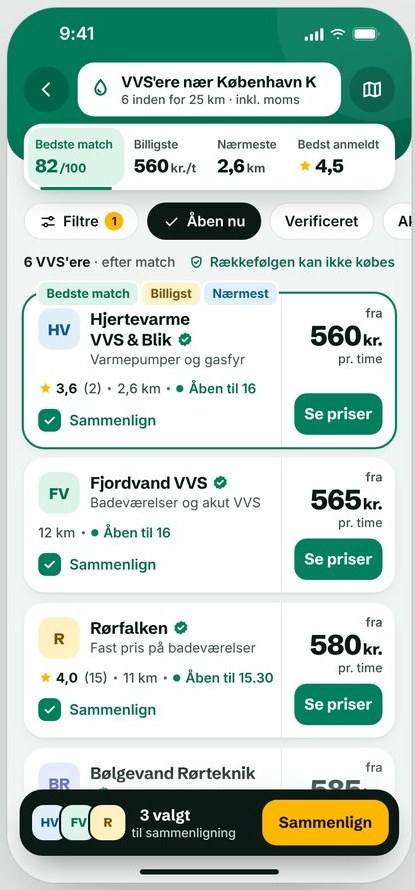 9:41
VVS'ere nær København K
6 inden for 25 km · inkl. moms
Bedste match
82/100
Billigste
560 kr./t
Nærmeste
2,6 km
Bedst anmeldt
4,5
Filtre 1
Åben nu
Verificeret
6 VVS'ere · efter match
Rækkefølgen kan ikke købes
Bedste match
Billigst
Nærmest
HV
Hjertevarme
VVS & Blik
Varmepumper og gasfyr
3,6 (2) · 2,6 km · Åben til 16
Sammenlign
fra
560 kr.
pr. time
Se priser
FV
Fjordvand VVS
Badeværelser og akut VVS
12 km · Åben til 16
Sammenlign
fra
565 kr.
pr. time
Se priser
R
Rørfalken
Fast pris på badeværelser
4,0 (15) · 11 km · Åben til 15.30
Sammenlign
fra
580 kr.
pr. time
Se priser
BR
Bølgevand Rørteknik
fra
HV
FV
R
3 valgt
til sammenligning
Sammenlign